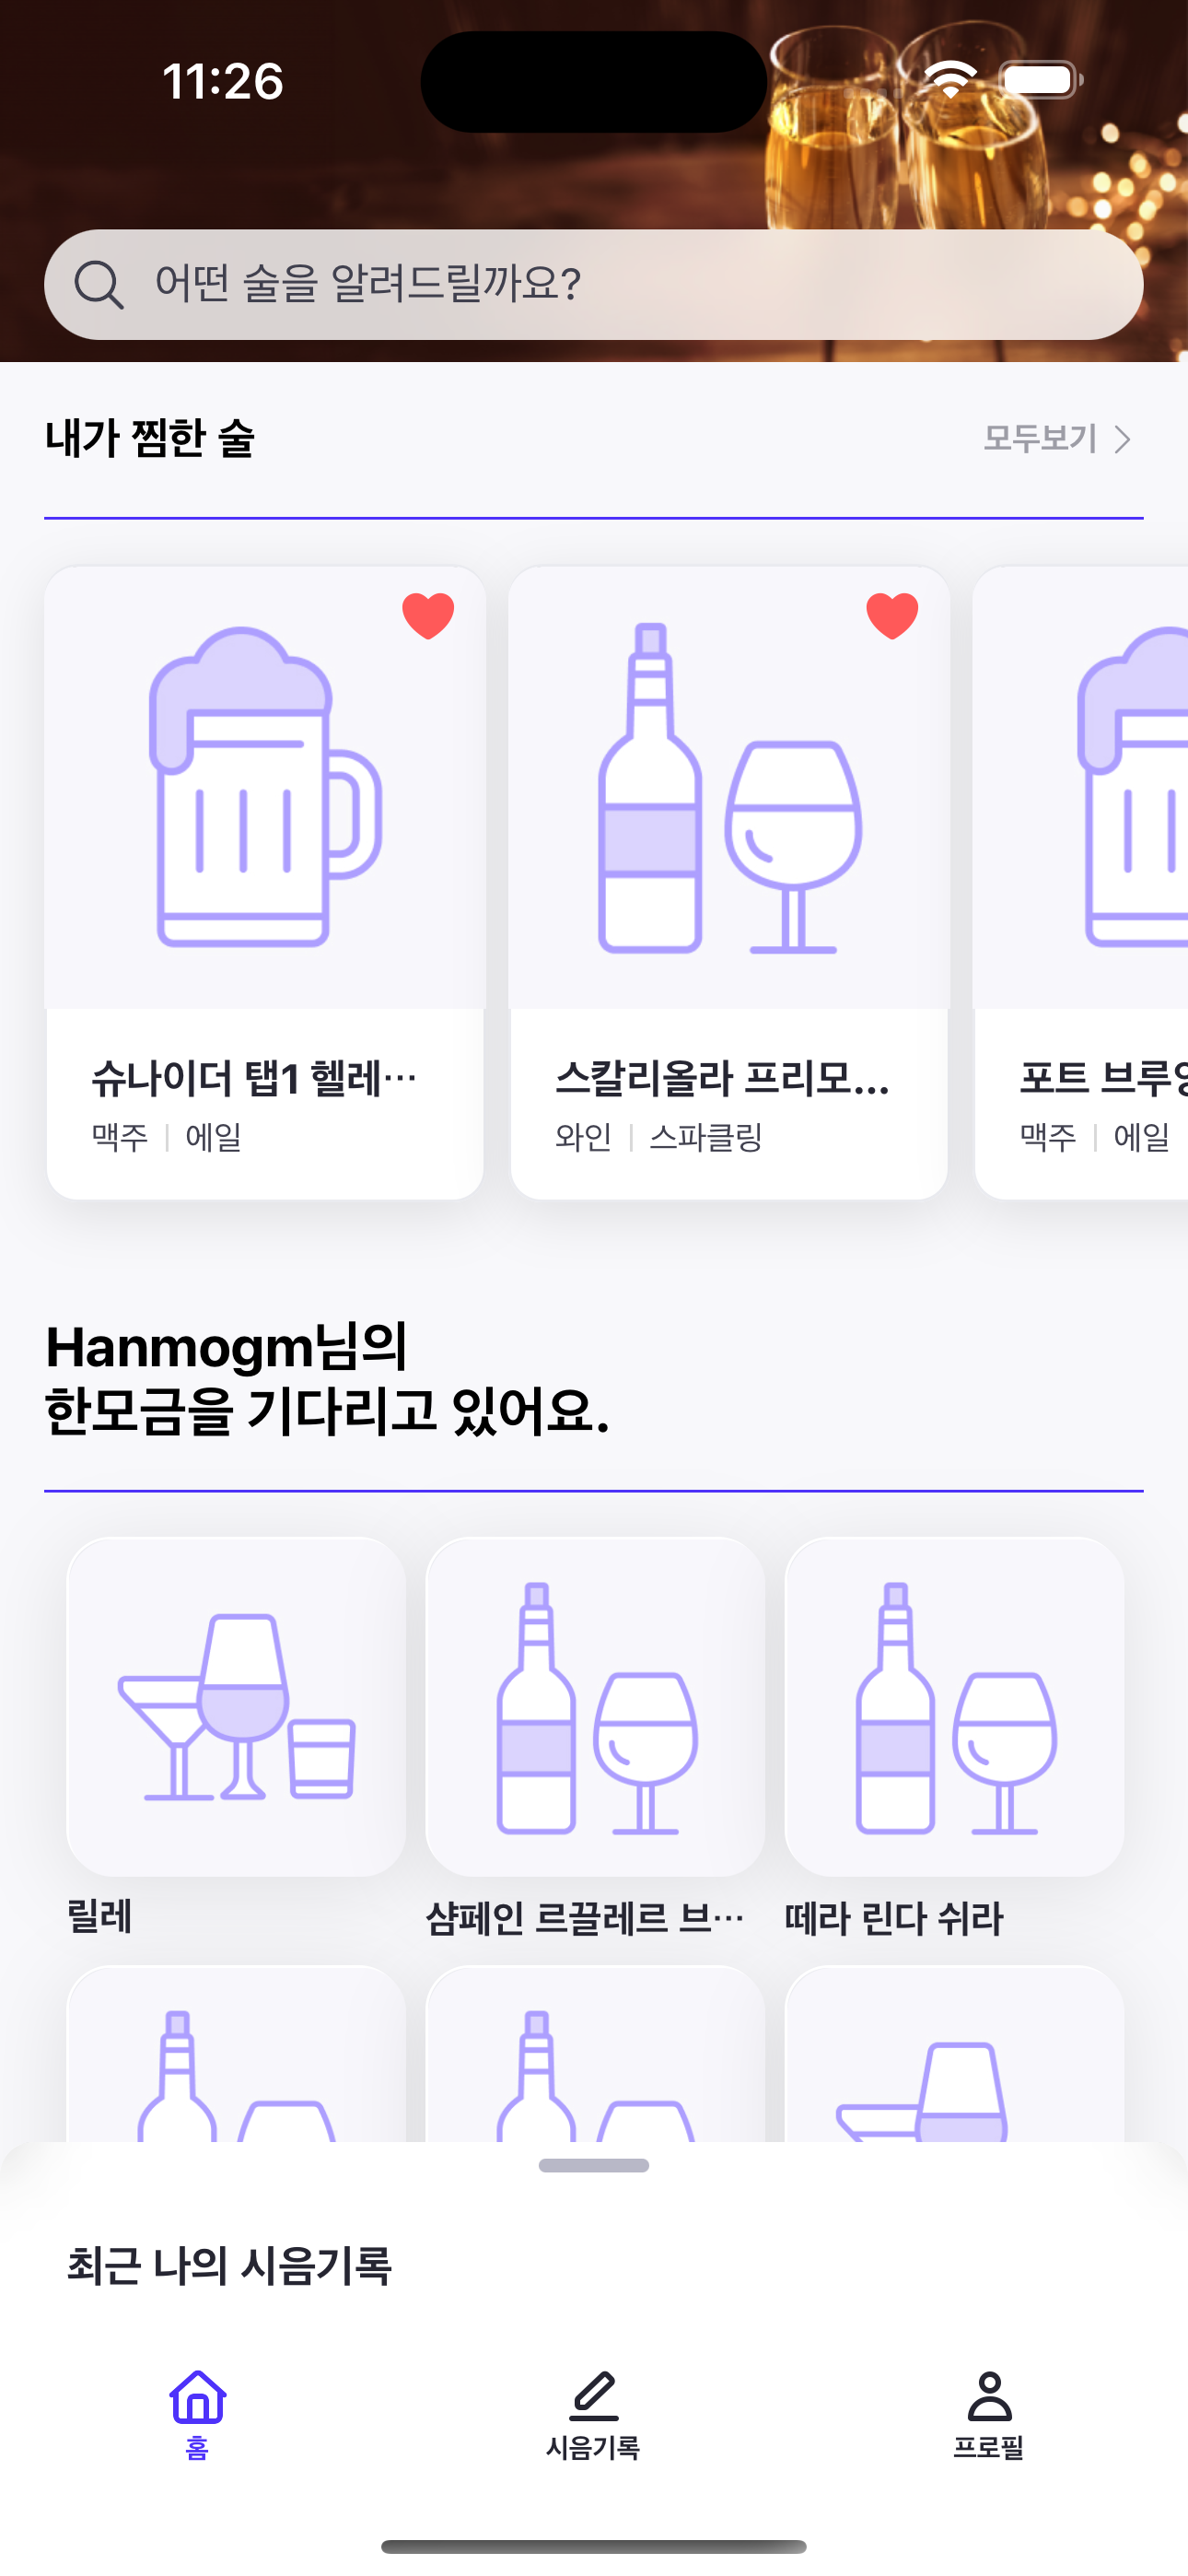 11:26
어떤 술을 알려드릴까요?
내가 찜한 술
모두보기
슈나이더 탭1 헬레…
맥주 | 에일
스칼리올라 프리모...
와인 | 스파클링
포트 브루잉
맥주 | 에일
Hanmogm님의
한모금을 기다리고 있어요.
릴레
샴페인 르끌레르 브…
떼라 린다 쉬라
최근 나의 시음기록
홈
시음기록
프로필